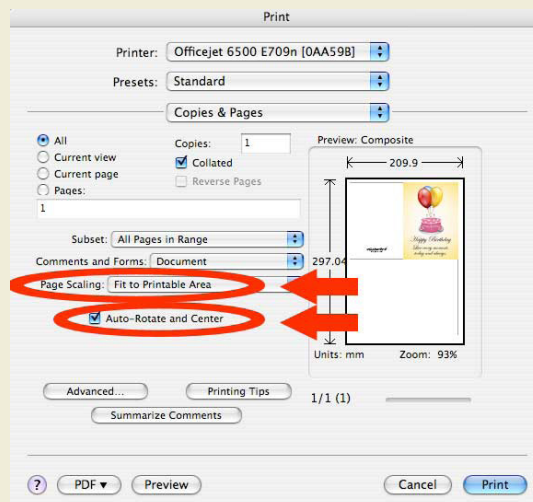 Print
Printer: Officejet 6500 E709n [0AA59B]
Presets: Standard
Copies & Pages
All
Current view
Current page
Pages:
1
Copies: 1
Collated
Reverse Pages
Subset: All Pages in Range
Comments and Forms: Document
Page Scaling: Fit to Printable Area
Auto-Rotate and Center
Advanced...
Printing Tips
Summarize Comments
Preview: Composite
209.9
297.04
Happy Birthday
Units: mm Zoom: 93%
1/1 (1)
? PDF▼ Preview Cancel Print